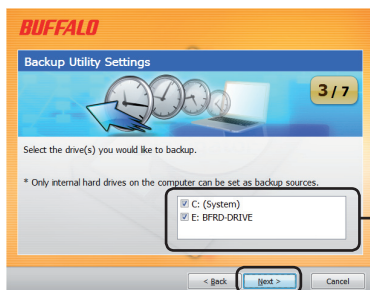 BUFFALO
Backup Utility Settings
3 / 7
Select the drive(s) you would like to backup.
* Only internal hard drives on the computer can be set as backup sources.
C: (System)
E: BFRD-DRIVE
< Back
Next >
Cancel